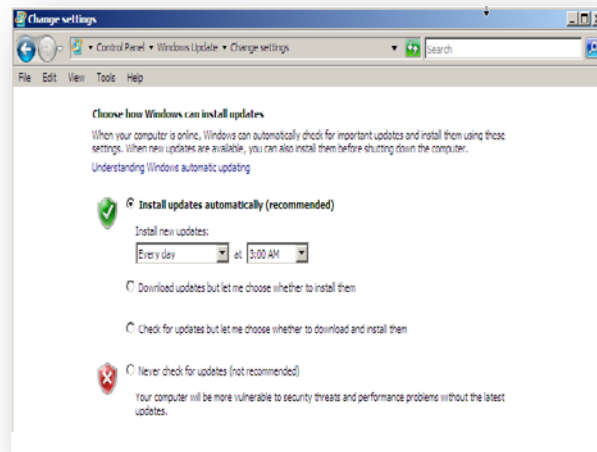 Change settings
Control Panel • Windows Update • Change settings
Search
File Edit View Tools Help
Choose how Windows can install updates
When your computer is online, Windows can automatically check for important updates and install them using these
settings. When new updates are available, you can also install them before shutting down the computer.
Understanding Windows automatic updating
Install updates automatically (recommended)
Install new updates:
Every day at 3:00 AM
Download updates but let me choose whether to install them
Check for updates but let me choose whether to download and install them
Never check for updates (not recommended)
Your computer will be more vulnerable to security threats and performance problems without the latest
updates.